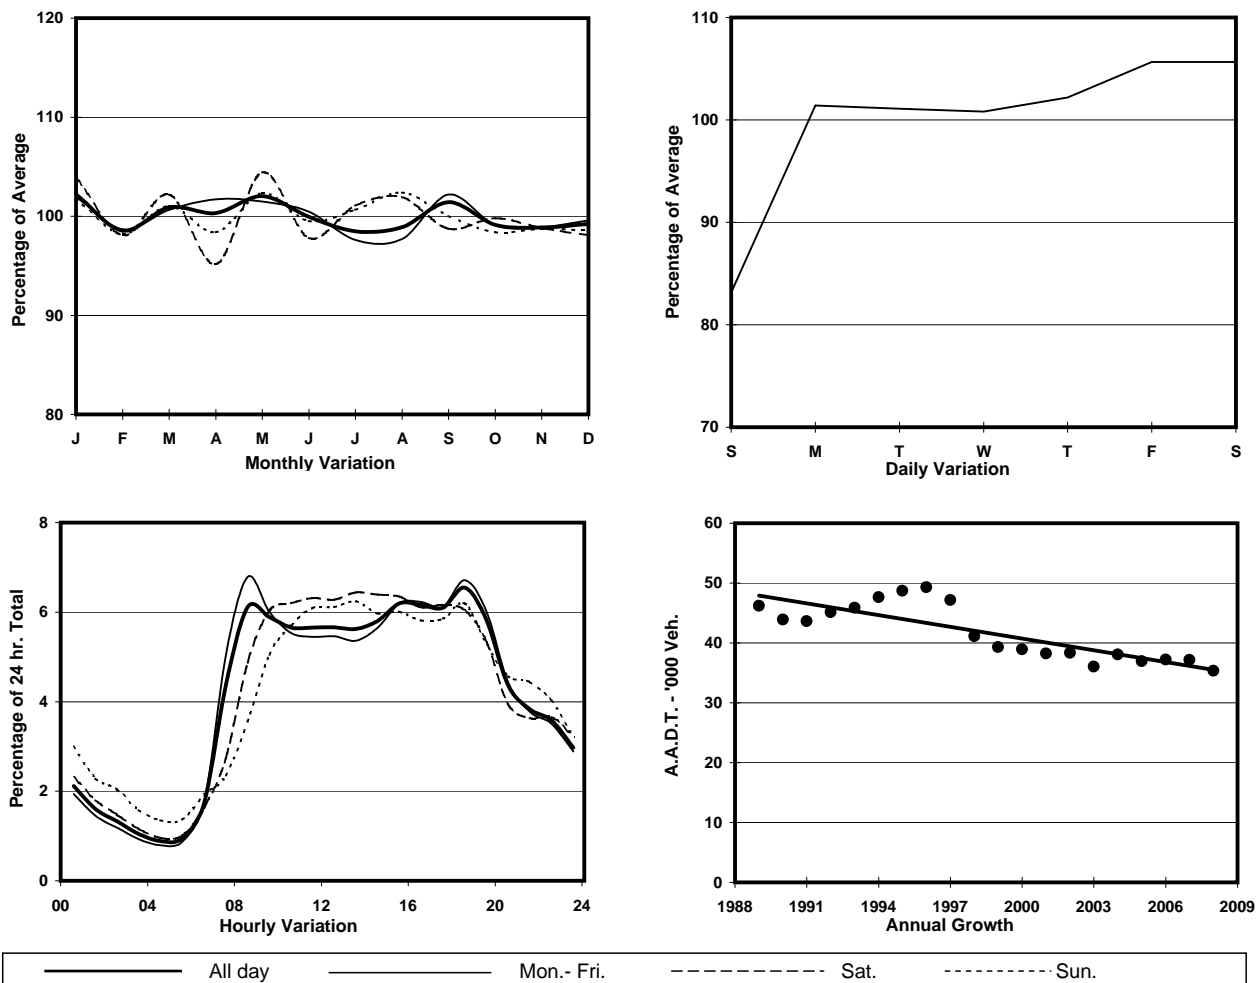 120
110
100
90
80
Percentage of Average
J F M A M J J A S O N D
Monthly Variation
110
100
90
80
70
Percentage of Average
S M T W T F S
Daily Variation
8
6
4
2
0
Percentage of 24 hr. Total
00 04 08 12 16 20 24
Hourly Variation
60
50
40
30
20
10
0
A.A.D.T. - '000 Veh.
1988 1991 1994 1997 2000 2003 2006 2009
Annual Growth
All day Mon.- Fri. Sat. Sun.